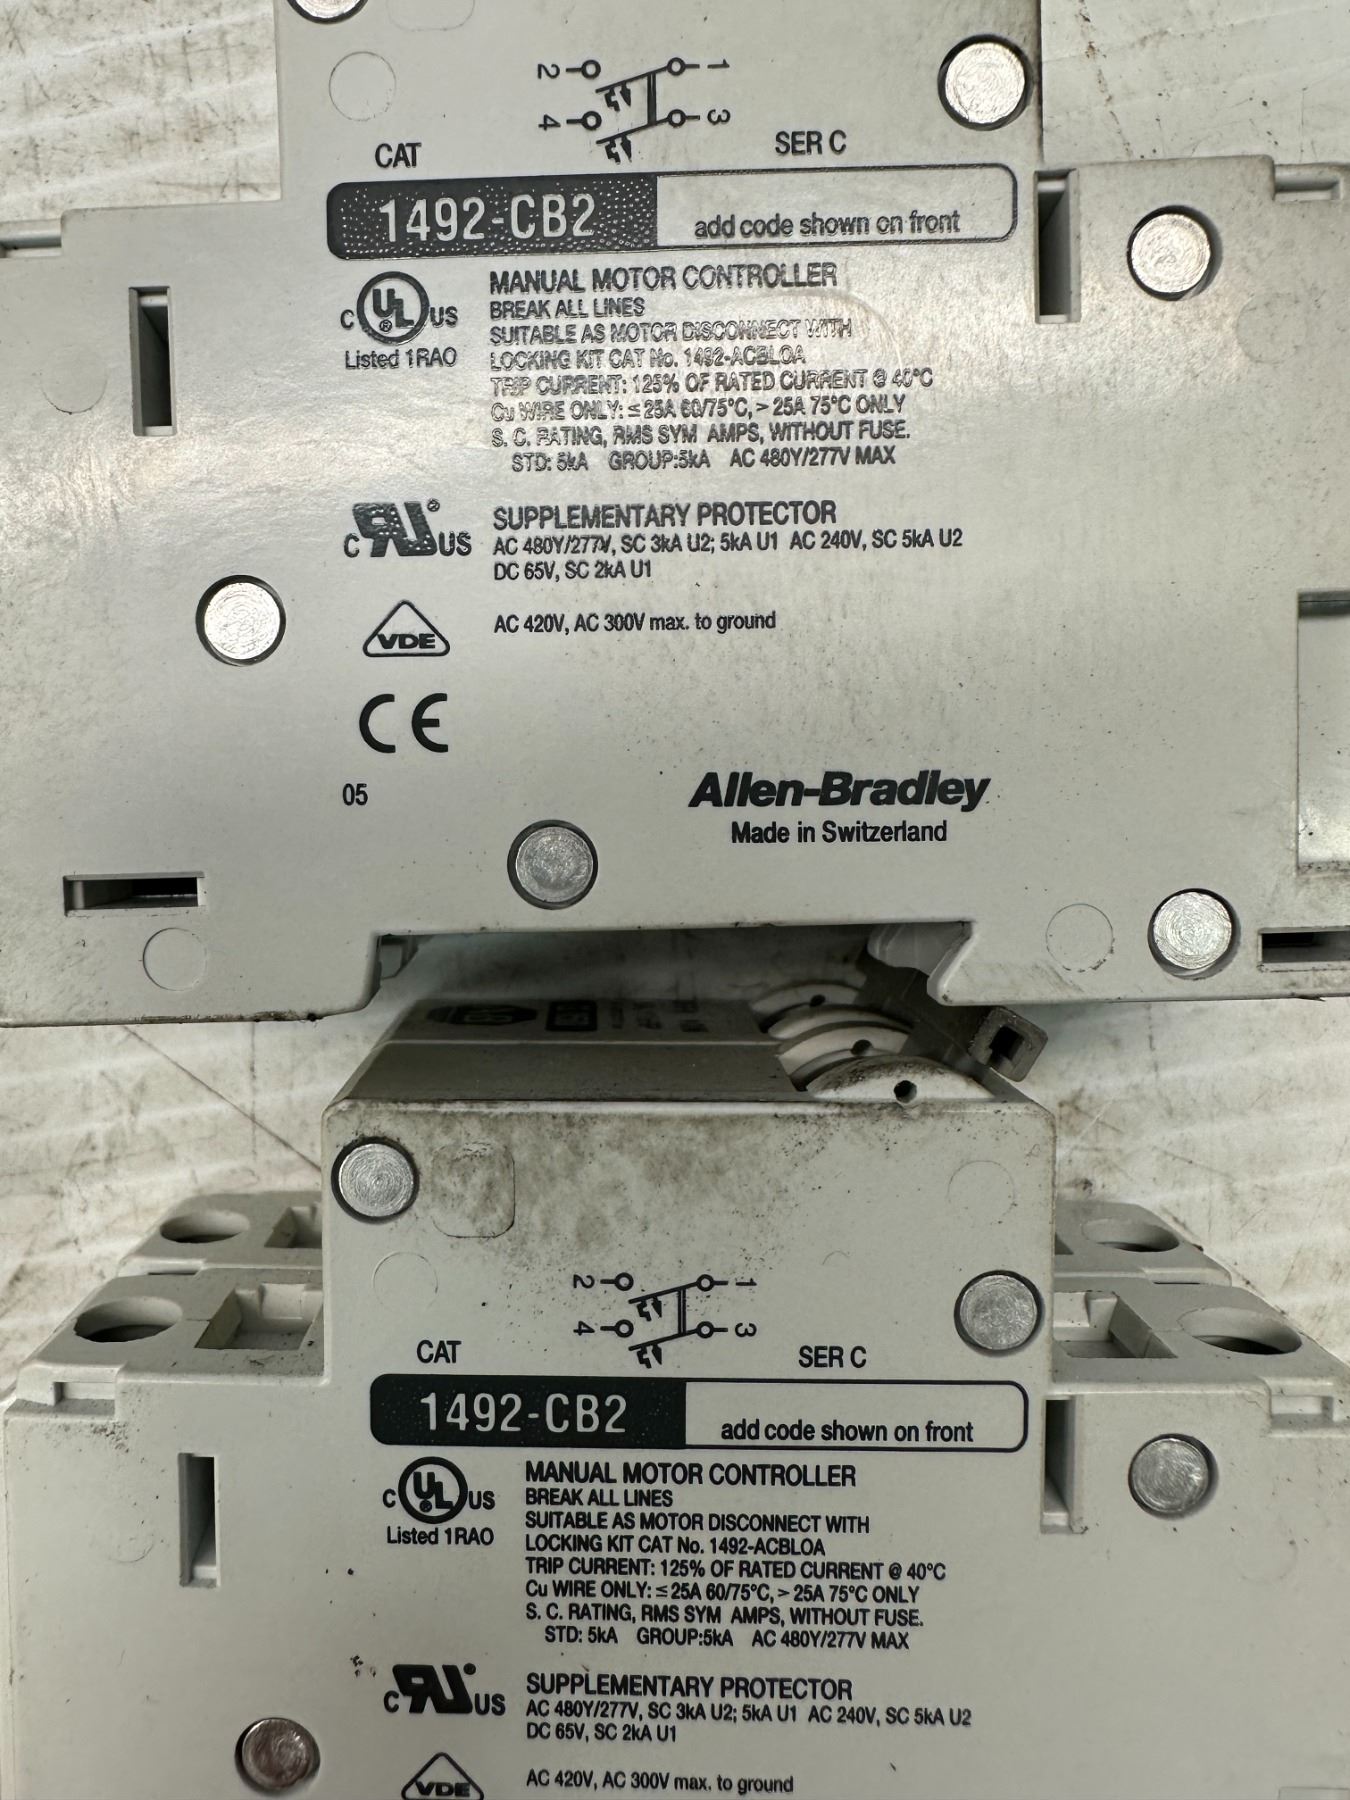 2 1
4 3
CAT SER C
1492-CB2 add code shown on front
MANUAL MOTOR CONTROLLER
C UL US BREAK ALL LINES
SUITABLE AS MOTOR DISCONNECT WITH
Listed 1RAO LOCKING KIT CAT No. 1492-ACBLOA
TRIP CURRENT: 125% OF RATED CURRENT @ 40°C
Cu WIRE ONLY: ≤ 25A 60/75°C, > 25A 75°C ONLY
S. C. RATING, RMS SYM AMPS, WITHOUT FUSE.
STD: 5kA GROUP:5kA AC 480Y/277V MAX
SUPPLEMENTARY PROTECTOR
C RU US AC 480Y/277V, SC 3kA U2; 5kA U1 AC 240V, SC 5kA U2
DC 65V, SC 2kA U1
VDE AC 420V, AC 300V max. to ground
CE
05 Allen-Bradley
Made in Switzerland
2 1
4 3
CAT SER C
1492-CB2 add code shown on front
MANUAL MOTOR CONTROLLER
C UL US BREAK ALL LINES
SUITABLE AS MOTOR DISCONNECT WITH
Listed 1RAO LOCKING KIT CAT No. 1492-ACBLOA
TRIP CURRENT: 125% OF RATED CURRENT @ 40°C
Cu WIRE ONLY: ≤ 25A 60/75°C, > 25A 75°C ONLY
S. C. RATING, RMS SYM AMPS, WITHOUT FUSE.
STD: 5kA GROUP:5kA AC 480Y/277V MAX
SUPPLEMENTARY PROTECTOR
C RU US AC 480Y/277V, SC 3kA U2; 5kA U1 AC 240V, SC 5kA U2
DC 65V, SC 2kA U1
VDE AC 420V, AC 300V max. to ground